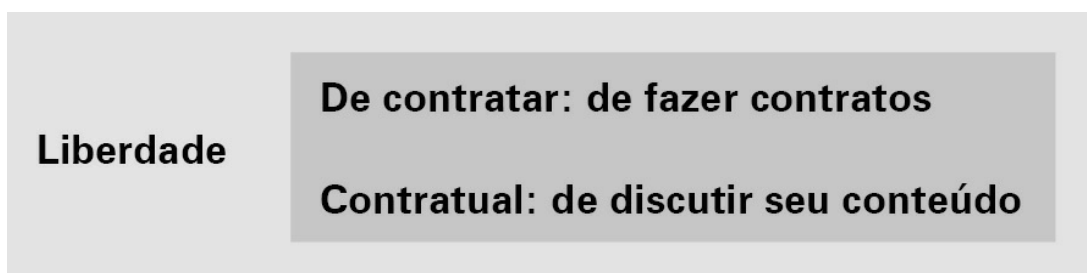 Liberdade
De contratar: de fazer contratos
Contratual: de discutir seu conteúdo